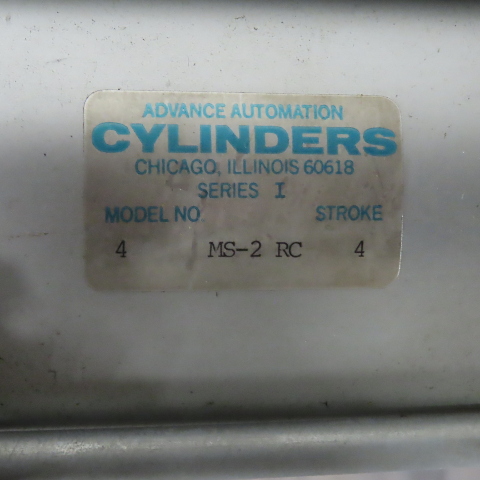 ADVANCE AUTOMATION
CYLINDERS
CHICAGO, ILLINOIS 60618
SERIES I
MODEL NO. STROKE
4 MS-2 RC 4